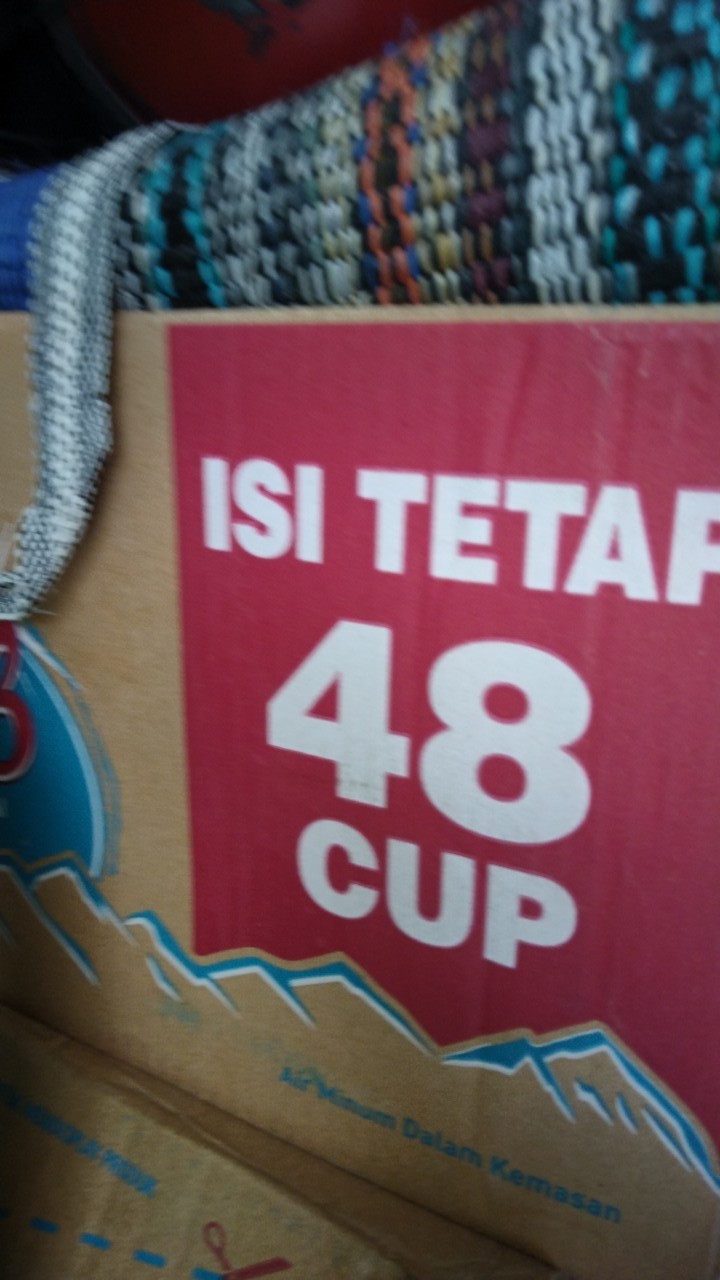 ISI TETAP
48
CUP
Air Minum Dalam Kemasan